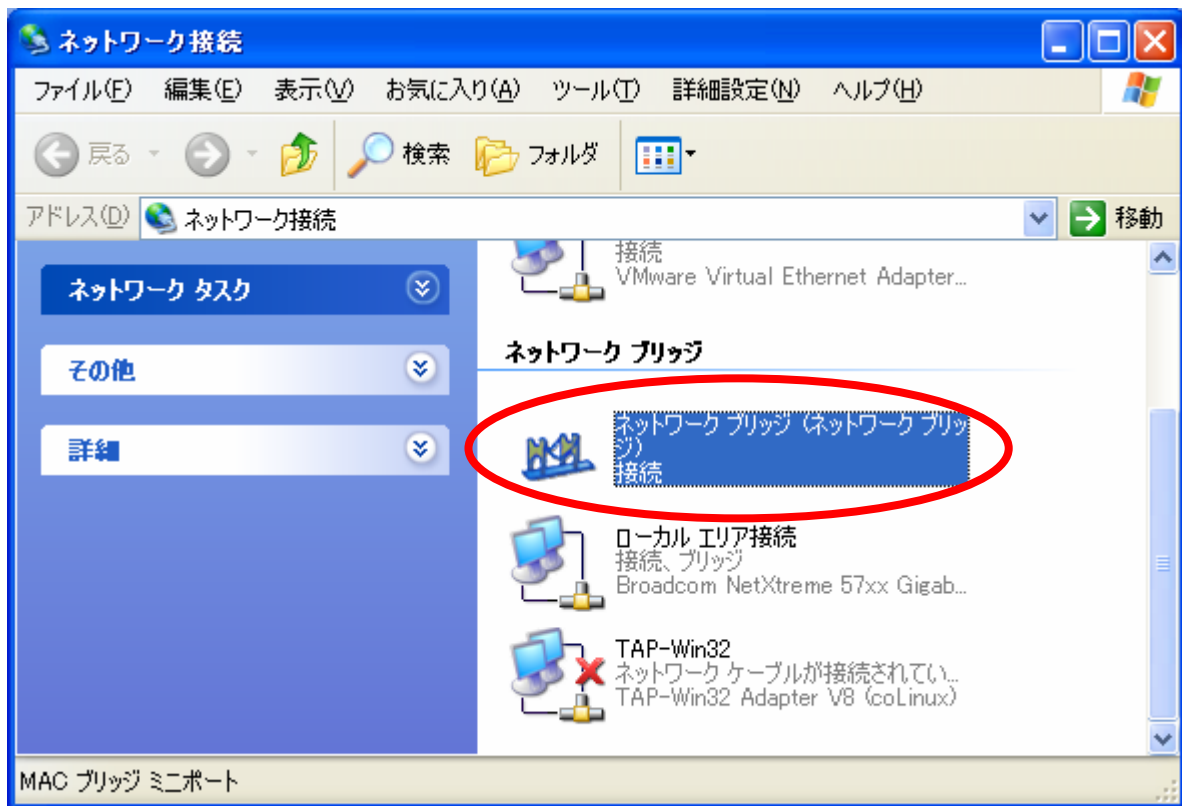 ネットワーク接続
ファイル(F) 編集(E) 表示(V) お気に入り(A) ツール(T) 詳細設定(N) ヘルプ(H)
戻る 検索 フォルダ
アドレス(D) ネットワーク接続 移動
ネットワーク タスク
その他
詳細
接続
VMware Virtual Ethernet Adapter...
ネットワーク ブリッジ
ネットワーク ブリッジ (ネットワーク ブリッ
ジ)
接続
ローカル エリア接続
接続、ブリッジ
Broadcom NetXtreme 57xx Gigab...
TAP-Win32
ネットワーク ケーブルが接続されてい...
TAP-Win32 Adapter V8 (coLinux)
MAC ブリッジ ミニポート